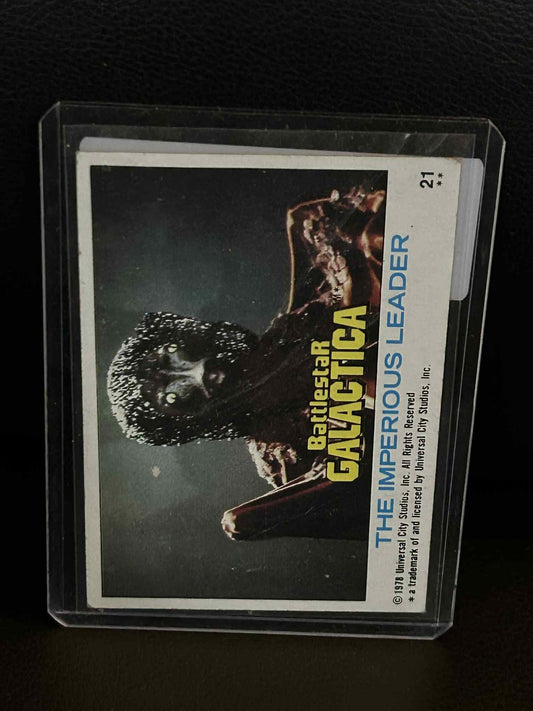 BattlestaR
GALACTICA
THE IMPERIOUS LEADER
21
**
© 1978 Universal City Studios, Inc. All Rights Reserved
* a trademark of and licensed by Universal City Studios, Inc.